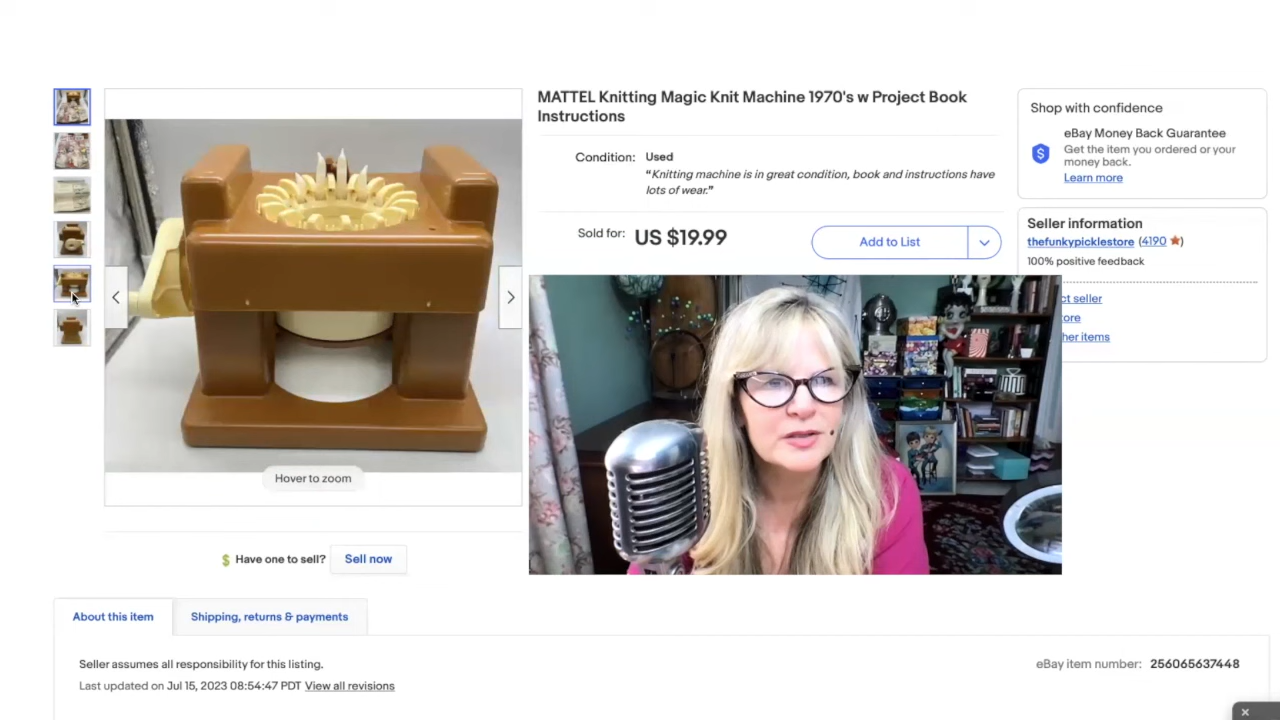 MATTEL Knitting Magic Knit Machine 1970's w Project Book
Instructions
Condition: Used
“Knitting machine is in great condition, book and instructions have
lots of wear.”
Sold for: US $19.99
Add to List
Hover to zoom
Have one to sell? Sell now
Shop with confidence
eBay Money Back Guarantee
Get the item you ordered or your
money back.
Learn more
Seller information
thefunkypicklestore (4190)
100% positive feedback
ct seller
ore
her items
About this item
Shipping, returns & payments
Seller assumes all responsibility for this listing.
Last updated on Jul 15, 2023 08:54:47 PDT View all revisions
eBay item number: 256065637448